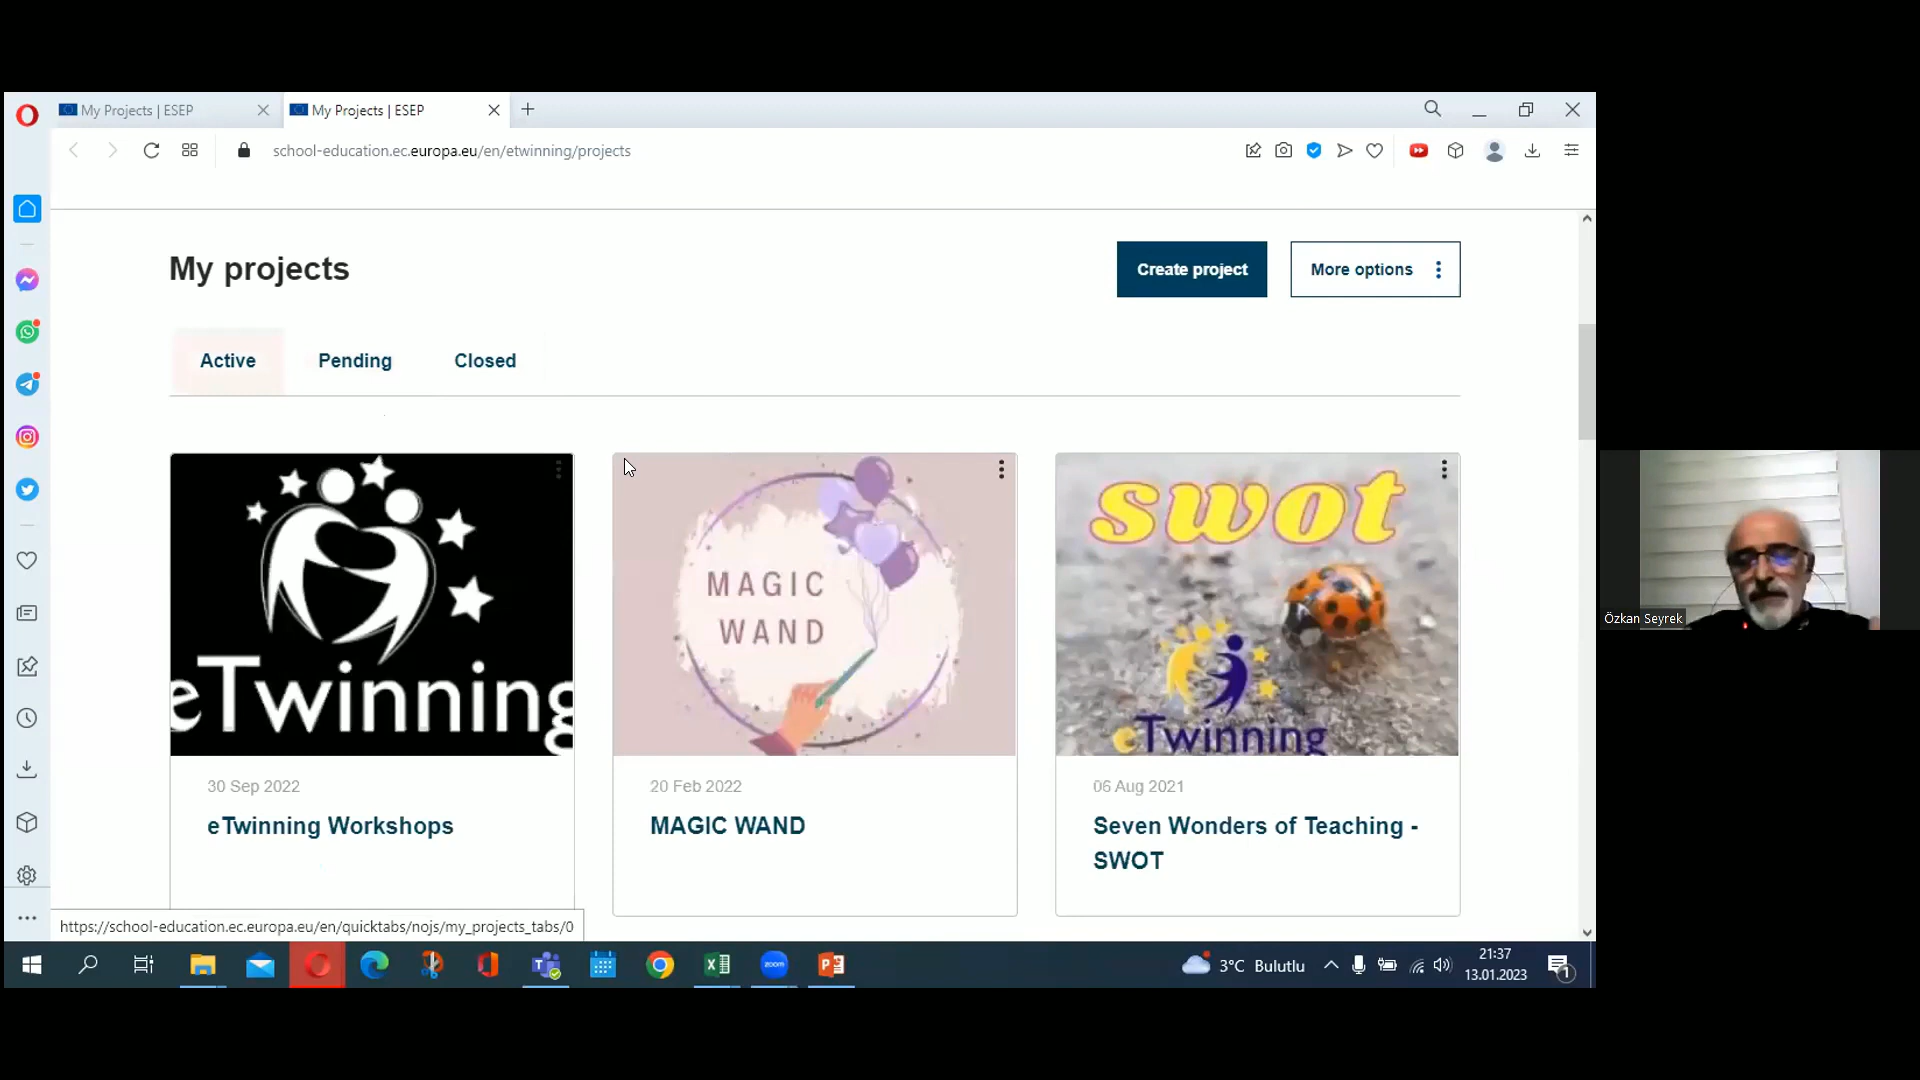 My Projects | ESEP
My Projects | ESEP
school-education.ec.europa.eu/en/etwinning/projects
My projects
Create project
More options
Active
Pending
Closed
eTwinning
MAGIC
WAND
swot
eTwinning
30 Sep 2022
eTwinning Workshops
20 Feb 2022
MAGIC WAND
06 Aug 2021
Seven Wonders of Teaching -
SWOT
https://school-education.ec.europa.eu/en/quicktabs/nojs/my_projects_tabs/0
Özkan Seyrek
zoom
3°C Bulutlu
21:37
13.01.2023
1